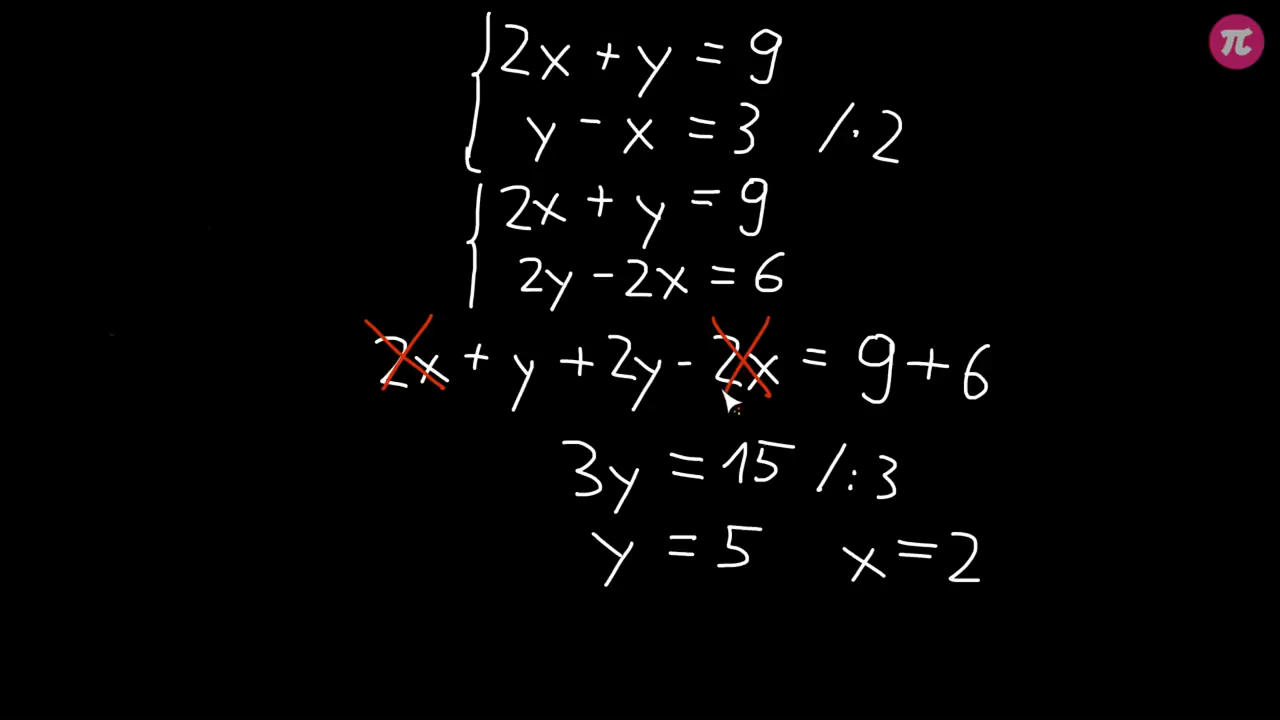 2x + y = 9
y - x = 3 /·2
2x + y = 9
2y - 2x = 6
2x + y + 2y - 2x = 9 + 6
3y = 15 /:3
y = 5 x = 2
π